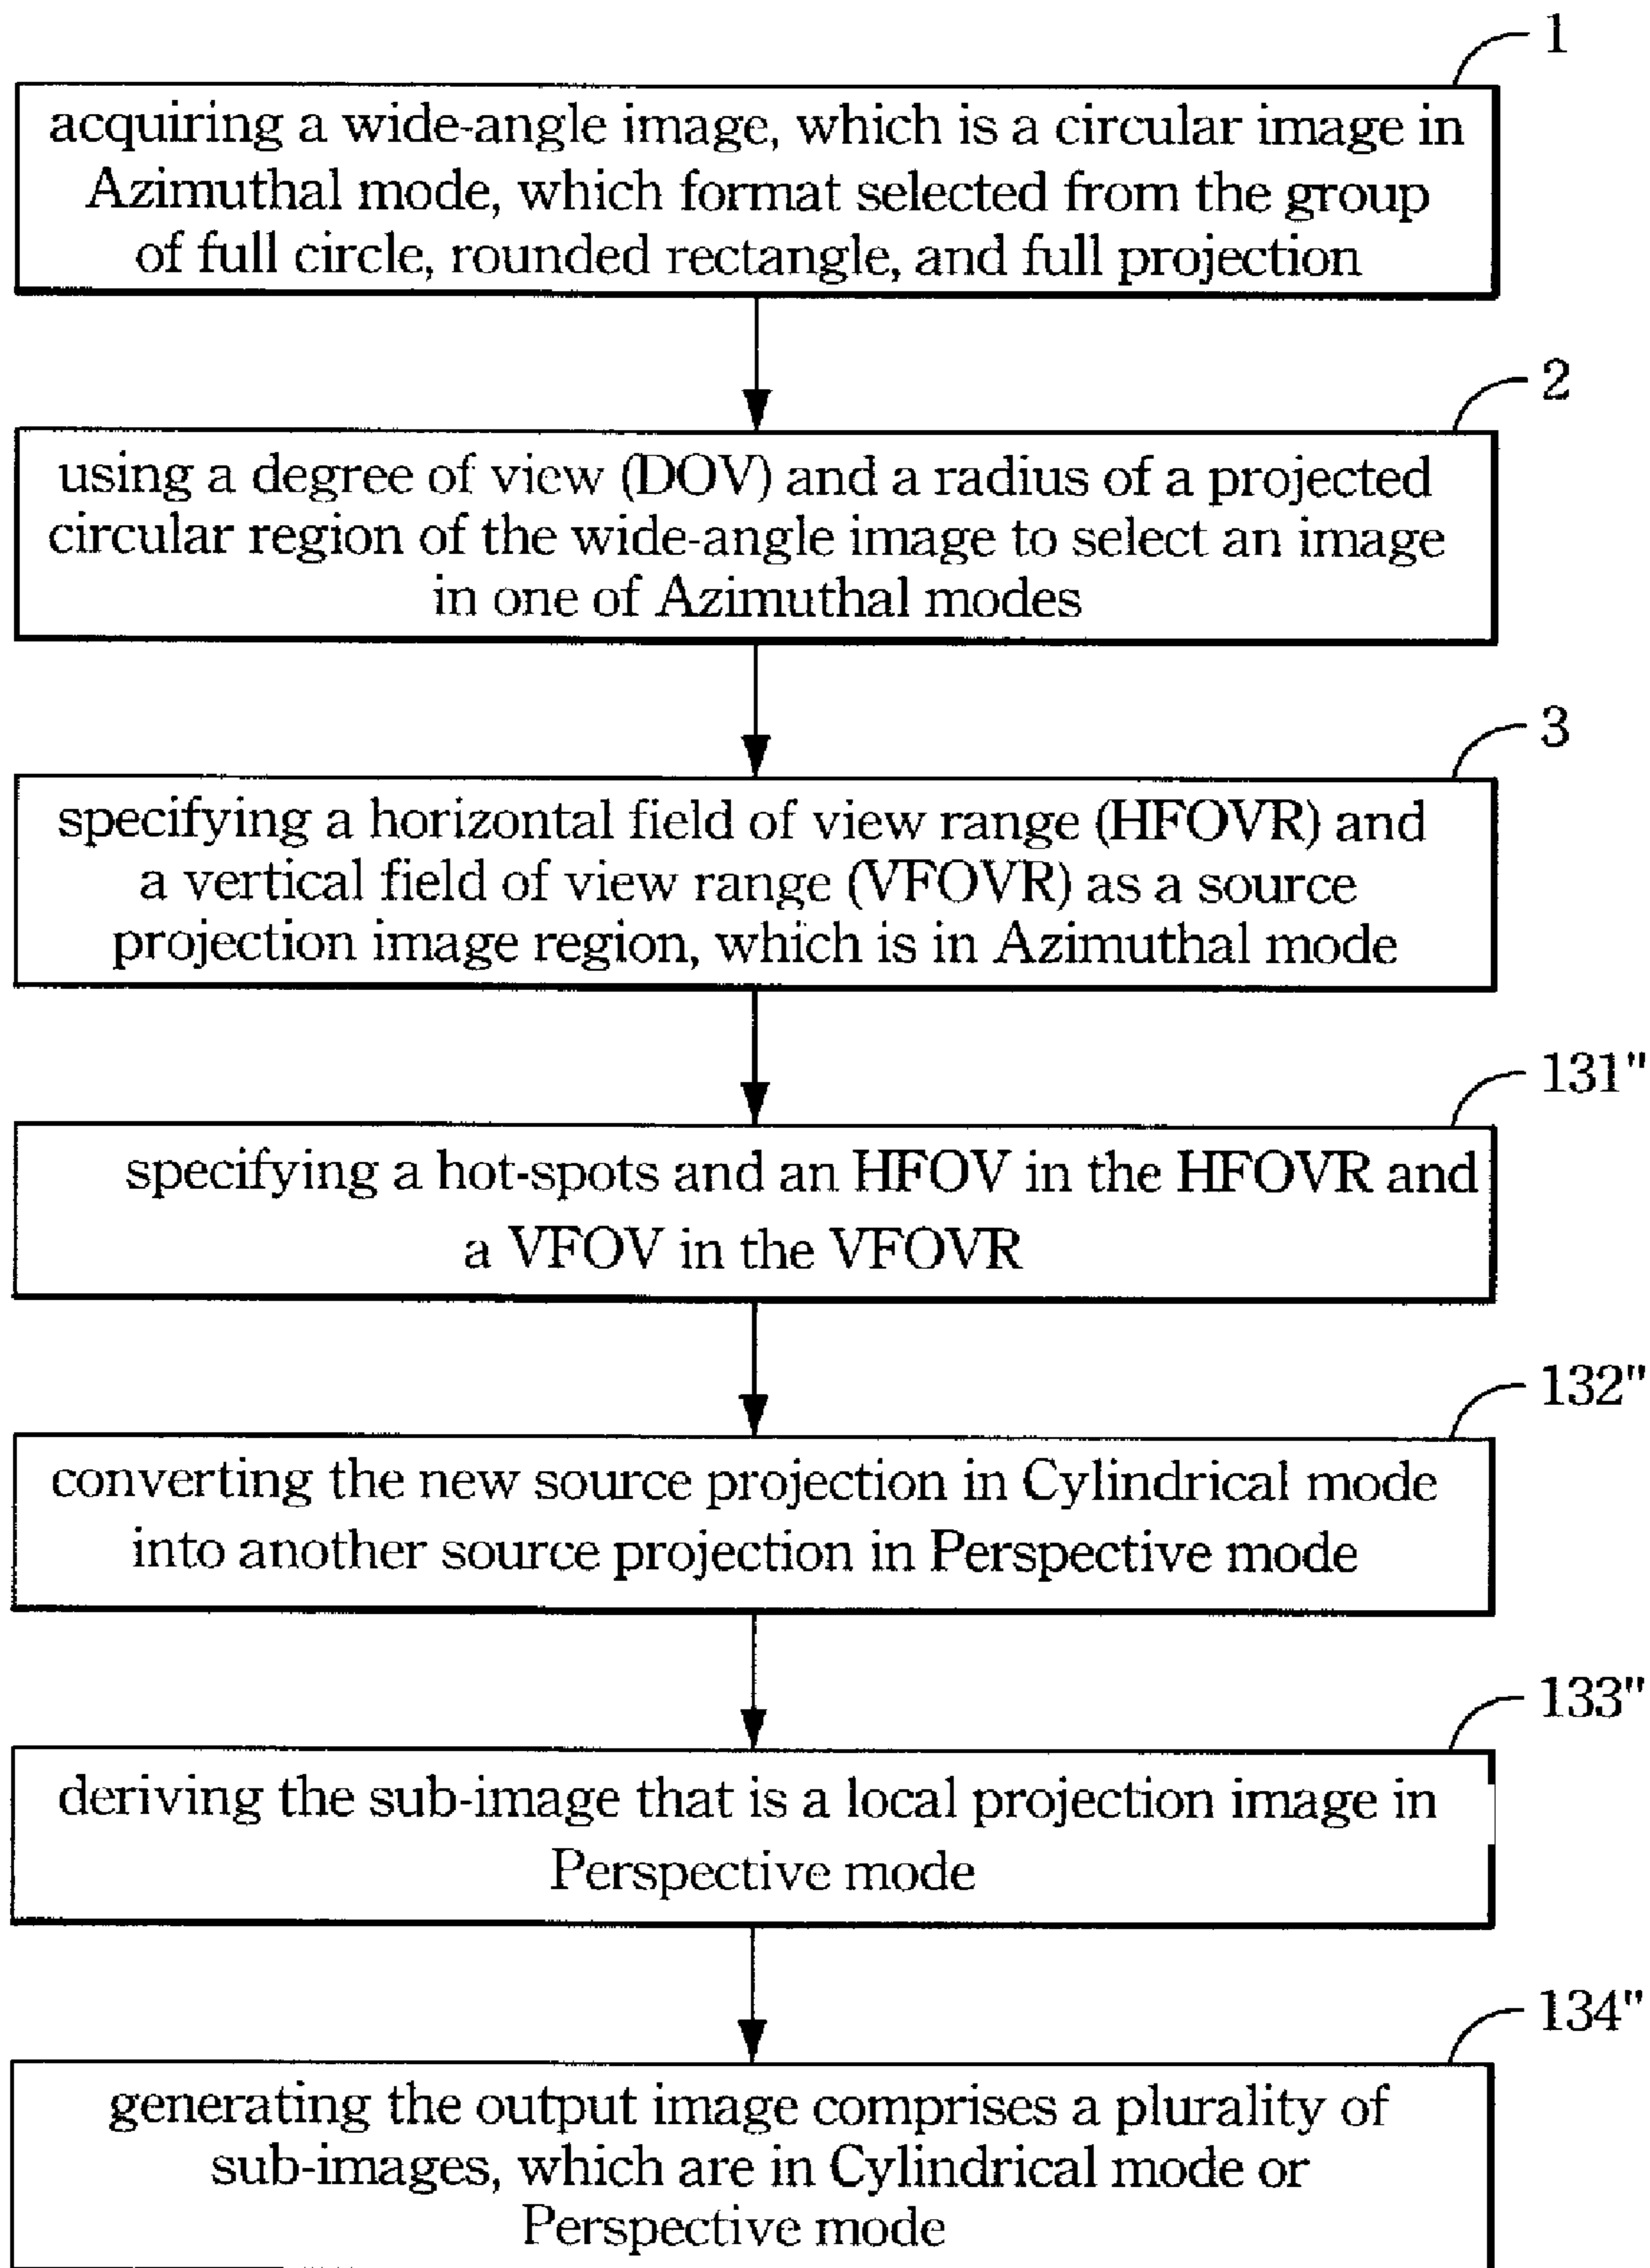 1
acquiring a wide-angle image, which is a circular image in
Azimuthal mode, which format selected from the group
of full circle, rounded rectangle, and full projection
2
using a degree of view (DOV) and a radius of a projected
circular region of the wide-angle image to select an image
in one of Azimuthal modes
3
specifying a horizontal field of view range (HFOVR) and
a vertical field of view range (VFOVR) as a source
projection image region, which is in Azimuthal mode
131"
specifying a hot-spots and an HFOV in the HFOVR and
a VFOV in the VFOVR
132"
converting the new source projection in Cylindrical mode
into another source projection in Perspective mode
133"
deriving the sub-image that is a local projection image in
Perspective mode
134"
generating the output image comprises a plurality of
sub-images, which are in Cylindrical mode or
Perspective mode